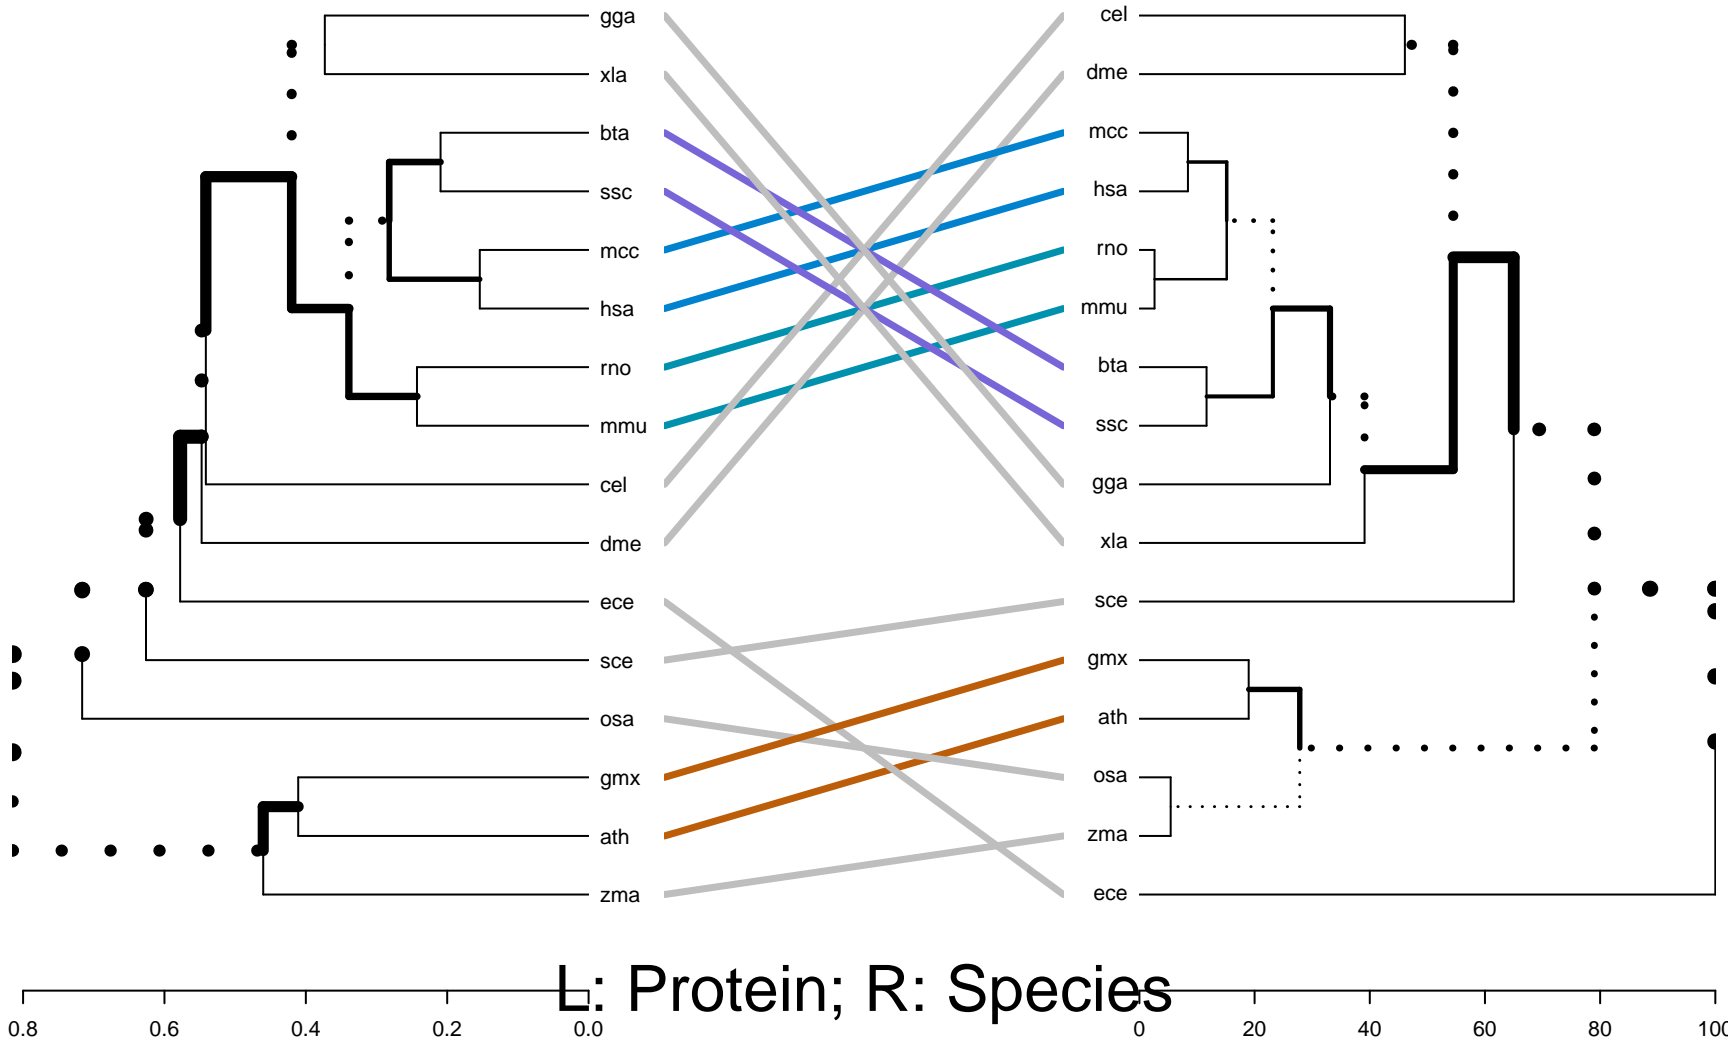 gga cel
xla dme
bta mcc
ssc hsa
mcc rno
hsa mmu
rno bta
mmu ssc
cel gga
dme xla
ece sce
sce gmx
osa ath
gmx osa
ath zma
zma ece
L: Protein; R: Species
0.8 0.6 0.4 0.2 0.0 0 20 40 60 80 100